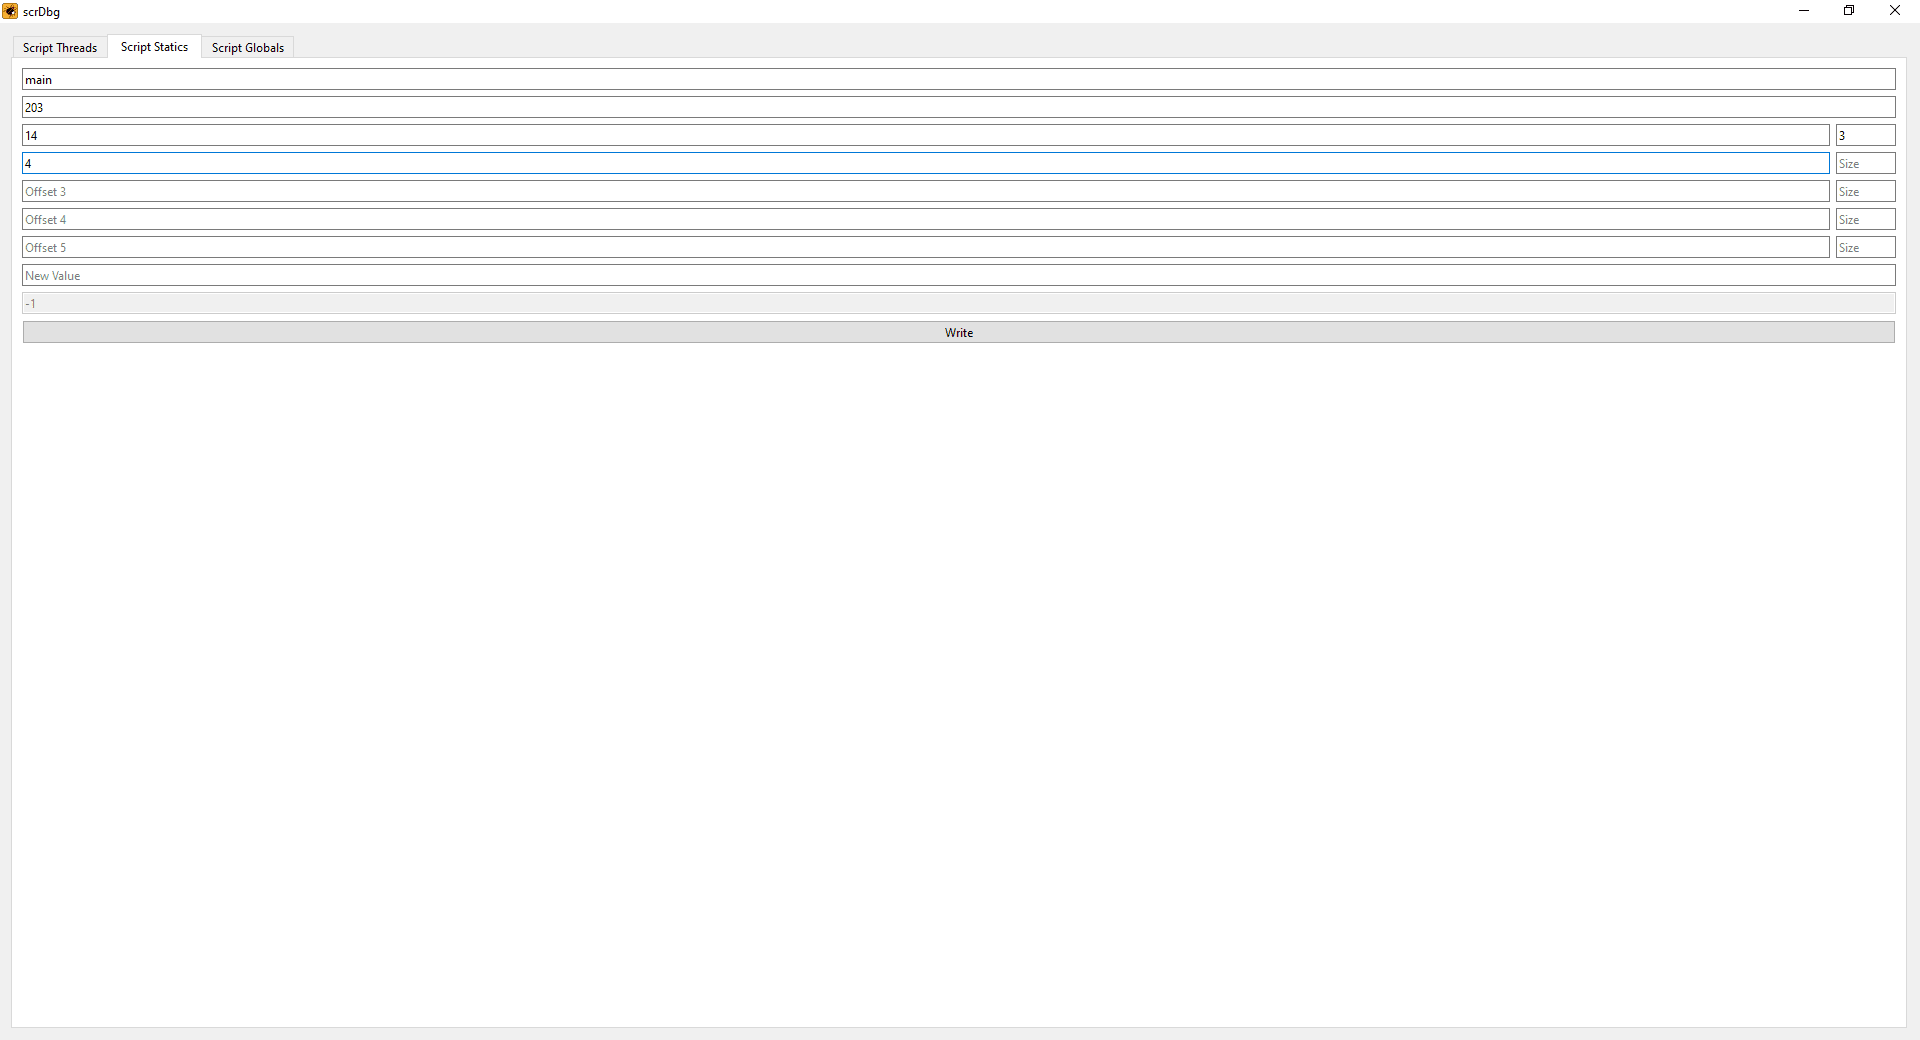 scrDbg
Script Threads Script Statics Script Globals
main
203
14 3
4 Size
Offset 3 Size
Offset 4 Size
Offset 5 Size
New Value
-1
Write